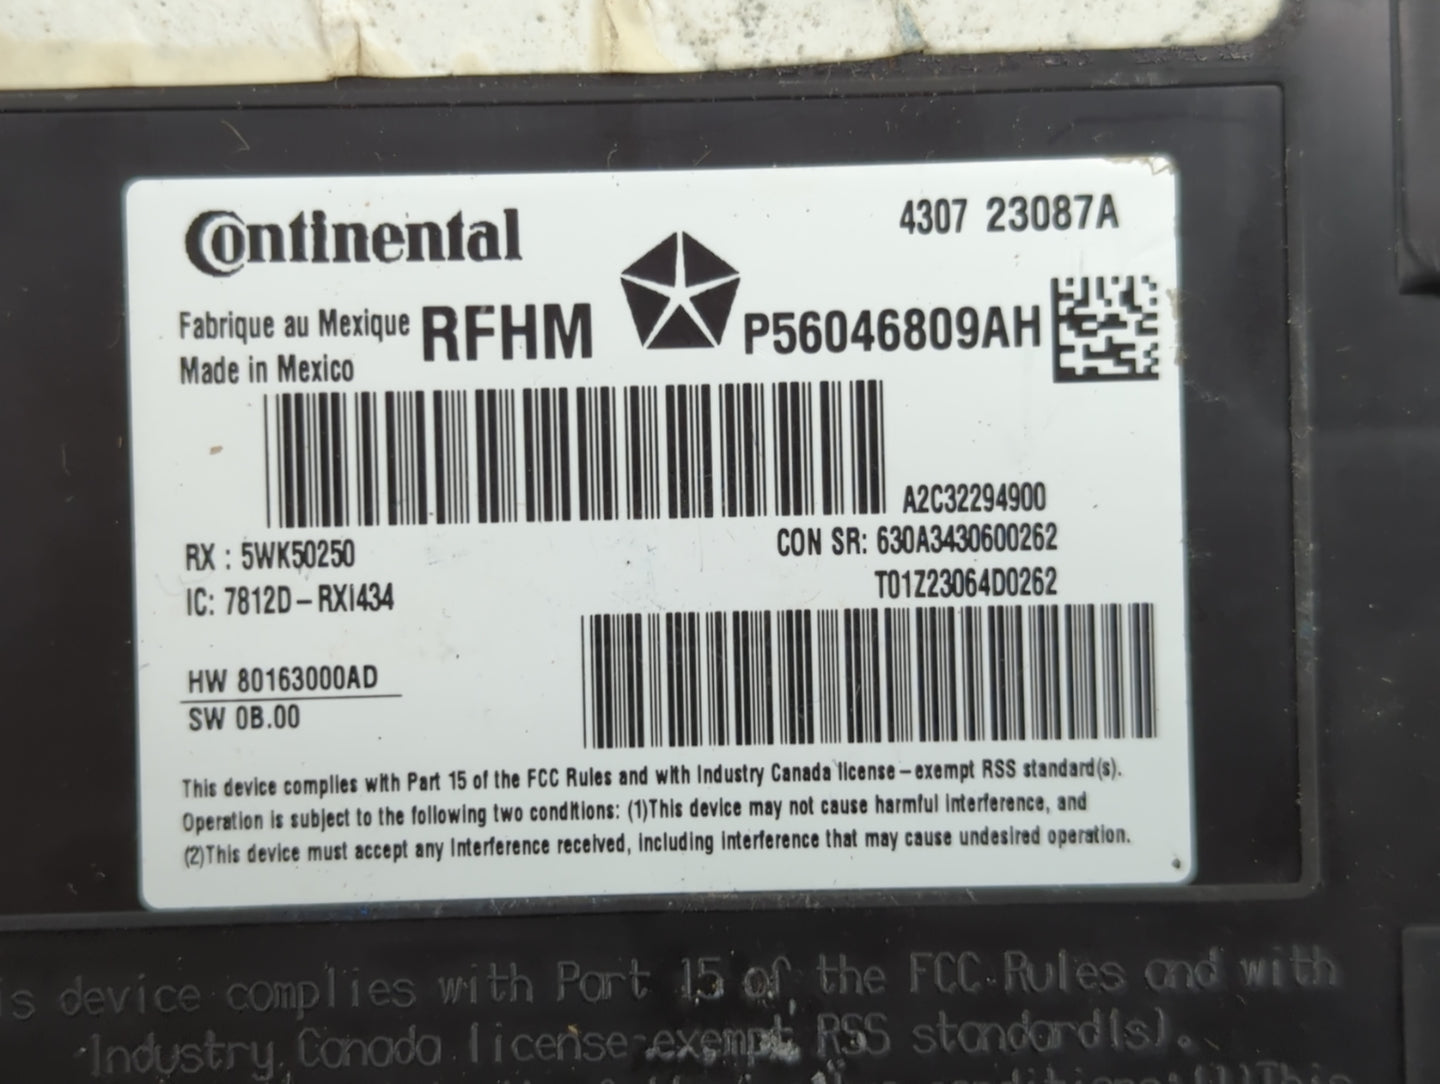 Continental
4307 23087A
Fabrique au Mexique
Made in Mexico
RFHM
P56046809AH
A2C32294900
RX : 5WK50250
CON SR: 630A3430600262
IC: 7812D-RXI434
T01Z23064D0262
HW 80163000AD
SW 0B.00
This device complies with Part 15 of the FCC Rules and with Industry Canada license-exempt RSS standard(s).
Operation is subject to the following two conditions: (1)This device may not cause harmful interference, and
(2)This device must accept any interference received, including interference that may cause undesired operation.
is device complies with Part 15 of the FCC Rules and with
Industry Canada license-exempt RSS standard(s).